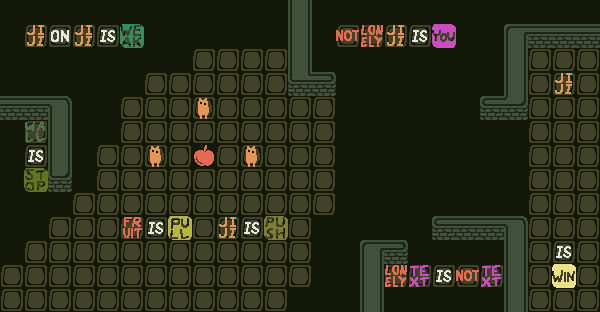 JIJI ON JIJI IS WEAK
NOT LONELY JIJI IS YOU
JIJI
WALL
IS
STOP
FRUIT IS PULL
JIJI IS PUSH
IS
WIN
LONELY TEXT IS NOT TEXT